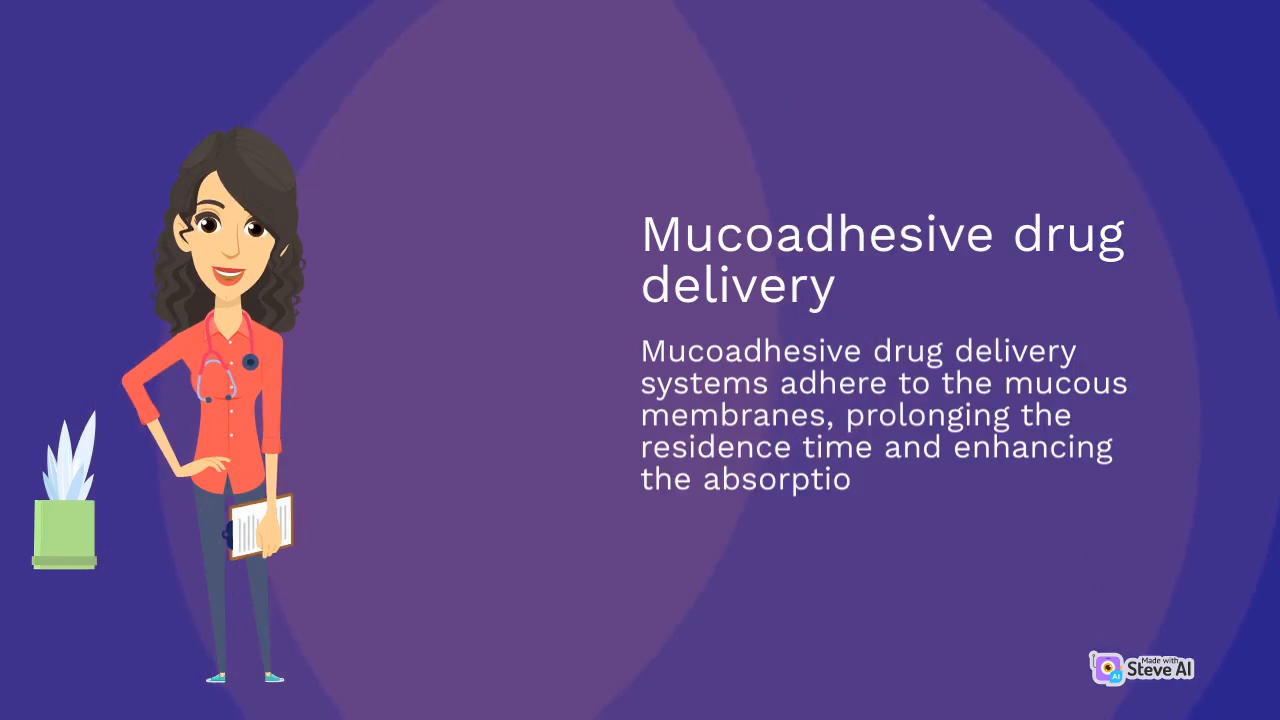 Mucoadhesive drug
delivery
Mucoadhesive drug delivery
systems adhere to the mucous
membranes, prolonging the
residence time and enhancing
the absorptio
Made with
Steve AI
AI